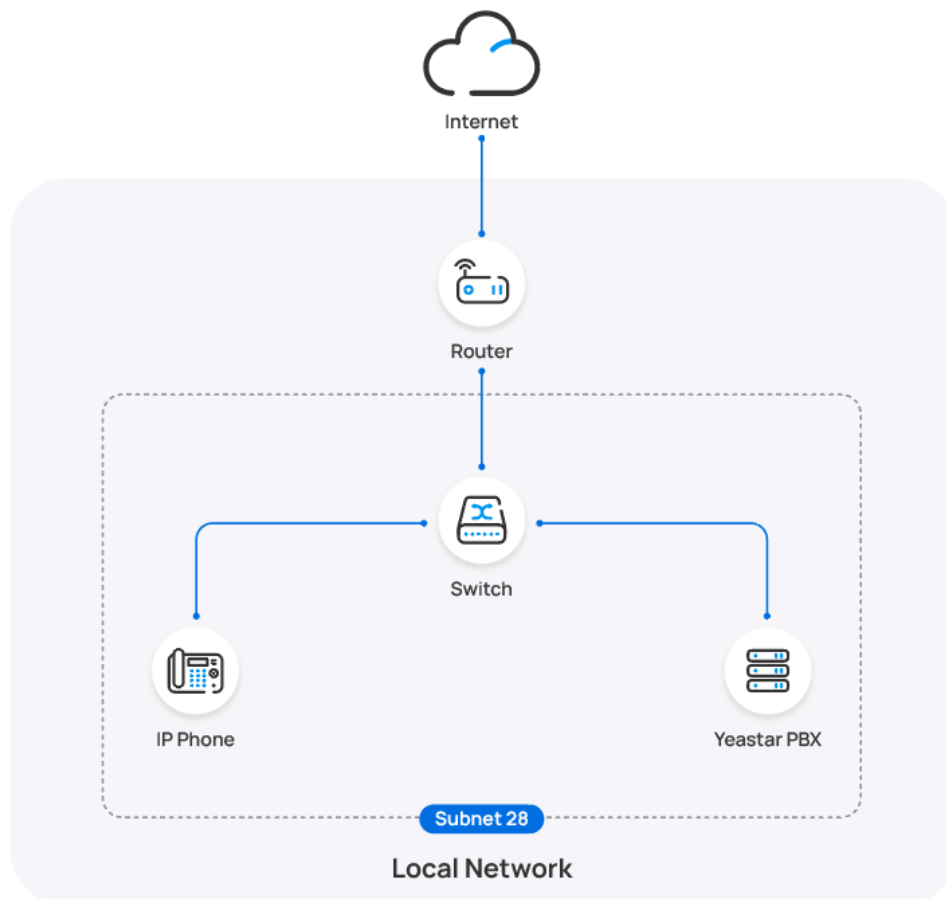 Internet
Router
Switch
IP Phone
Yeastar PBX
Subnet 28
Local Network